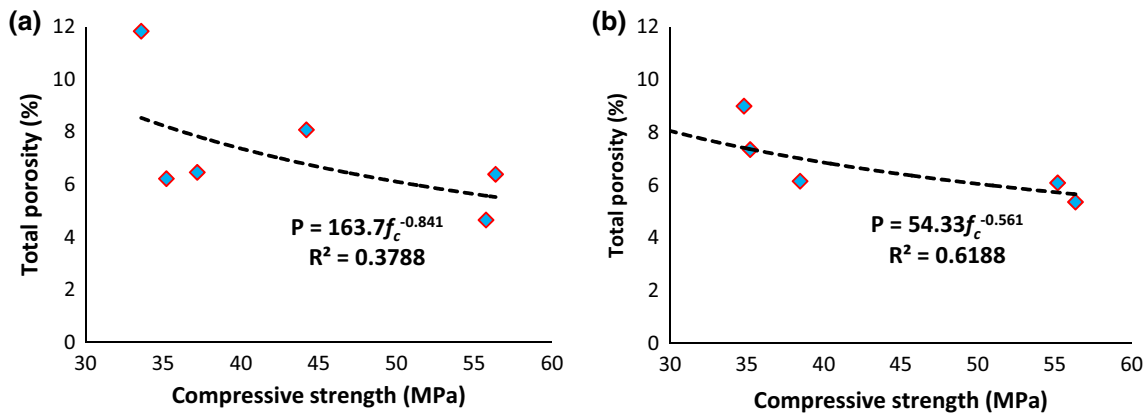 (a)
Total porosity (%)
12
10
8
6
4
2
0
P = 163.7f_c^-0.841
R² = 0.3788
30 35 40 45 50 55 60
Compressive strength (MPa)
(b)
Total porosity (%)
12
10
8
6
4
2
0
P = 54.33f_c^-0.561
R² = 0.6188
30 35 40 45 50 55 60
Compressive strength (MPa)